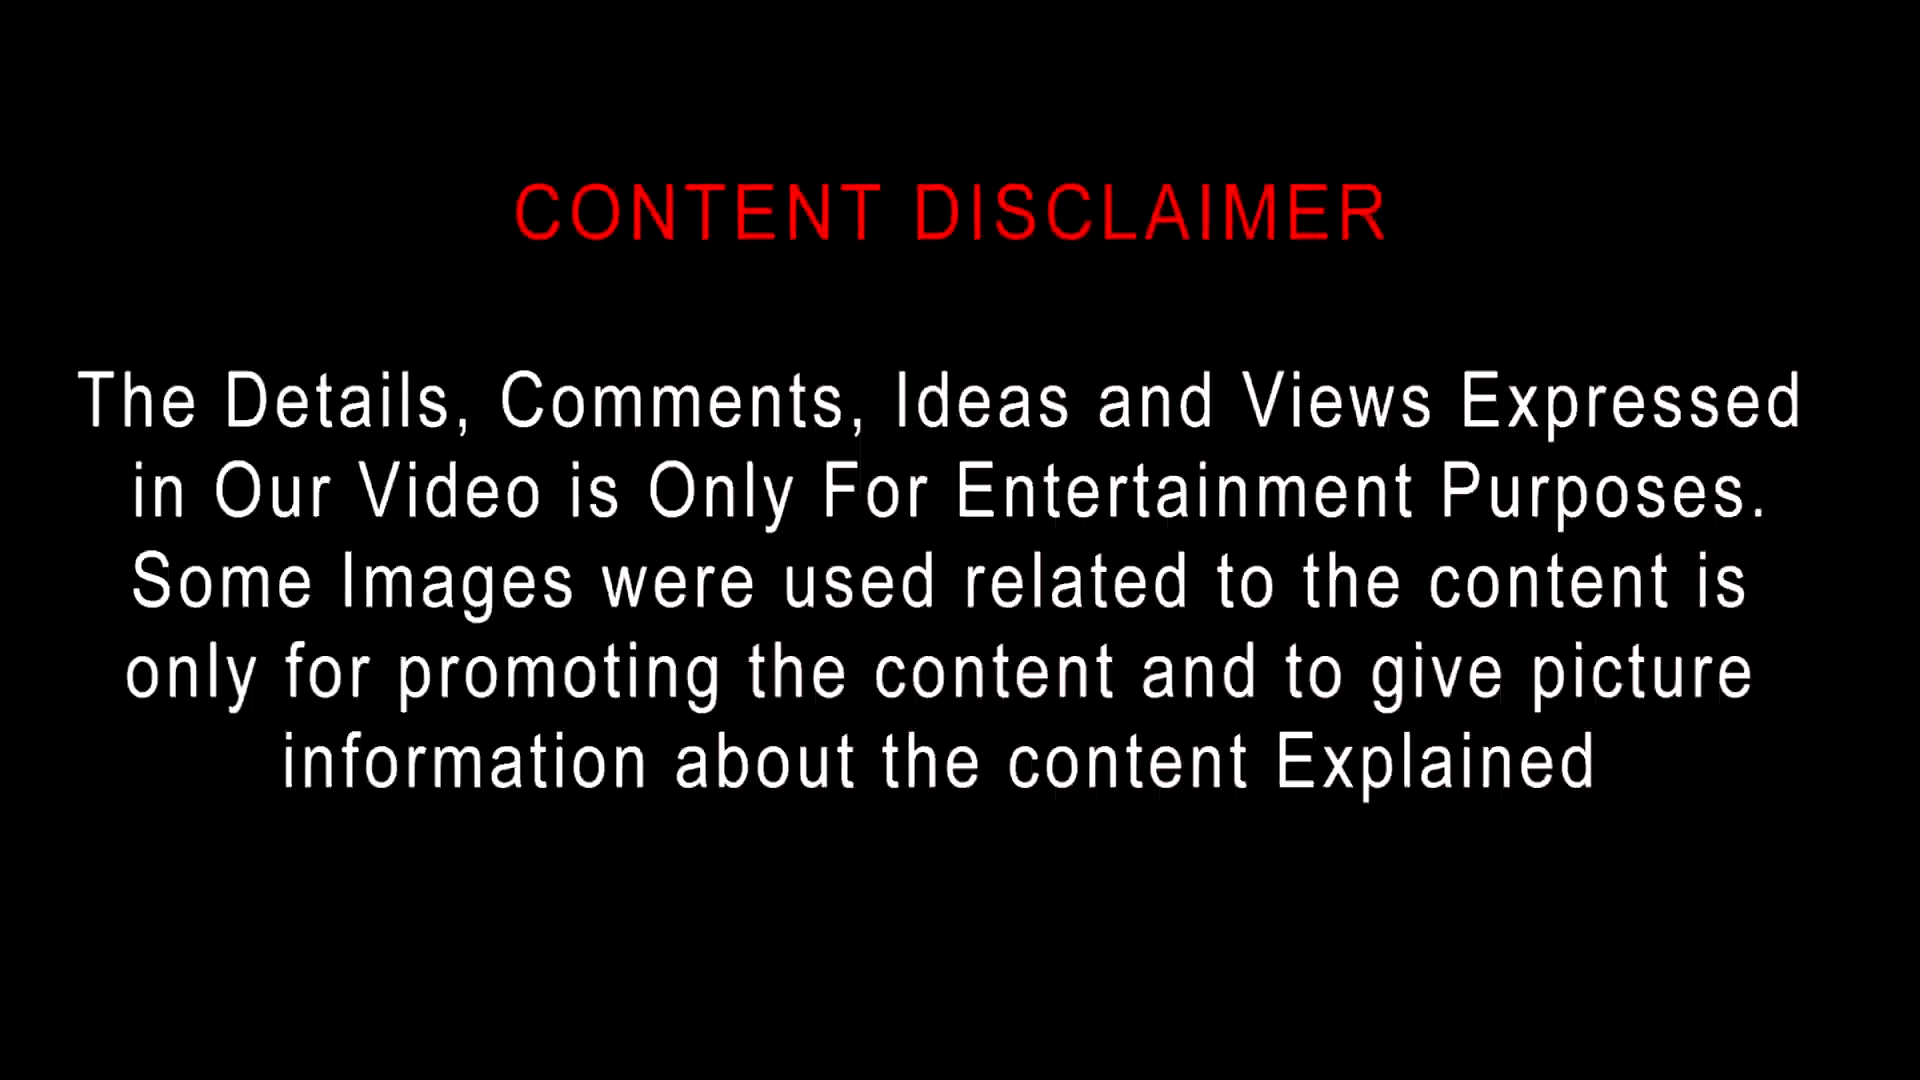 CONTENT DISCLAIMER
The Details, Comments, Ideas and Views Expressed
in Our Video is Only For Entertainment Purposes.
Some Images were used related to the content is
only for promoting the content and to give picture
information about the content Explained